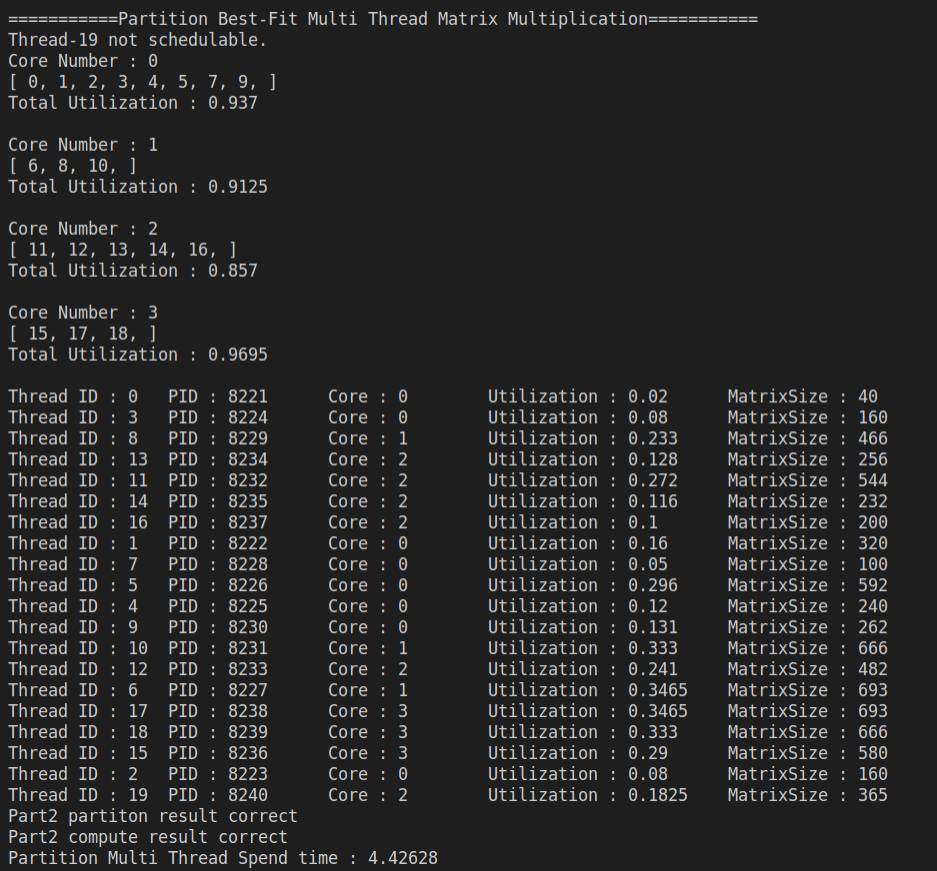 ===========Partition Best-Fit Multi Thread Matrix Multiplication===========
Thread-19 not schedulable.
Core Number : 0
[ 0, 1, 2, 3, 4, 5, 7, 9, ]
Total Utilization : 0.937

Core Number : 1
[ 6, 8, 10, ]
Total Utilization : 0.9125

Core Number : 2
[ 11, 12, 13, 14, 16, ]
Total Utilization : 0.857

Core Number : 3
[ 15, 17, 18, ]
Total Utilization : 0.9695

Thread ID : 0   PID : 8221      Core : 0        Utilization : 0.02      MatrixSize : 40
Thread ID : 3   PID : 8224      Core : 0        Utilization : 0.08      MatrixSize : 160
Thread ID : 8   PID : 8229      Core : 1        Utilization : 0.233     MatrixSize : 466
Thread ID : 13  PID : 8234      Core : 2        Utilization : 0.128     MatrixSize : 256
Thread ID : 11  PID : 8232      Core : 2        Utilization : 0.272     MatrixSize : 544
Thread ID : 14  PID : 8235      Core : 2        Utilization : 0.116     MatrixSize : 232
Thread ID : 16  PID : 8237      Core : 2        Utilization : 0.1       MatrixSize : 200
Thread ID : 1   PID : 8222      Core : 0        Utilization : 0.16      MatrixSize : 320
Thread ID : 7   PID : 8228      Core : 0        Utilization : 0.05      MatrixSize : 100
Thread ID : 5   PID : 8226      Core : 0        Utilization : 0.296     MatrixSize : 592
Thread ID : 4   PID : 8225      Core : 0        Utilization : 0.12      MatrixSize : 240
Thread ID : 9   PID : 8230      Core : 0        Utilization : 0.131     MatrixSize : 262
Thread ID : 10  PID : 8231      Core : 1        Utilization : 0.333     MatrixSize : 666
Thread ID : 12  PID : 8233      Core : 2        Utilization : 0.241     MatrixSize : 482
Thread ID : 6   PID : 8227      Core : 1        Utilization : 0.3465    MatrixSize : 693
Thread ID : 17  PID : 8238      Core : 3        Utilization : 0.3465    MatrixSize : 693
Thread ID : 18  PID : 8239      Core : 3        Utilization : 0.333     MatrixSize : 666
Thread ID : 15  PID : 8236      Core : 3        Utilization : 0.29      MatrixSize : 580
Thread ID : 2   PID : 8223      Core : 0        Utilization : 0.08      MatrixSize : 160
Thread ID : 19  PID : 8240      Core : 2        Utilization : 0.1825    MatrixSize : 365
Part2 partiton result correct
Part2 compute result correct
Partition Multi Thread Spend time : 4.42628